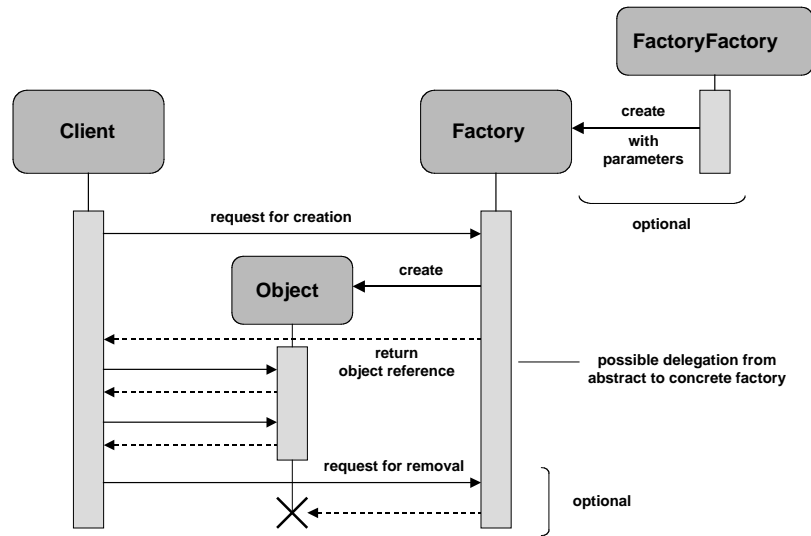 FactoryFactory
Client
Factory
create
with
parameters
optional
request for creation
create
Object
return
object reference
possible delegation from
abstract to concrete factory
request for removal
optional